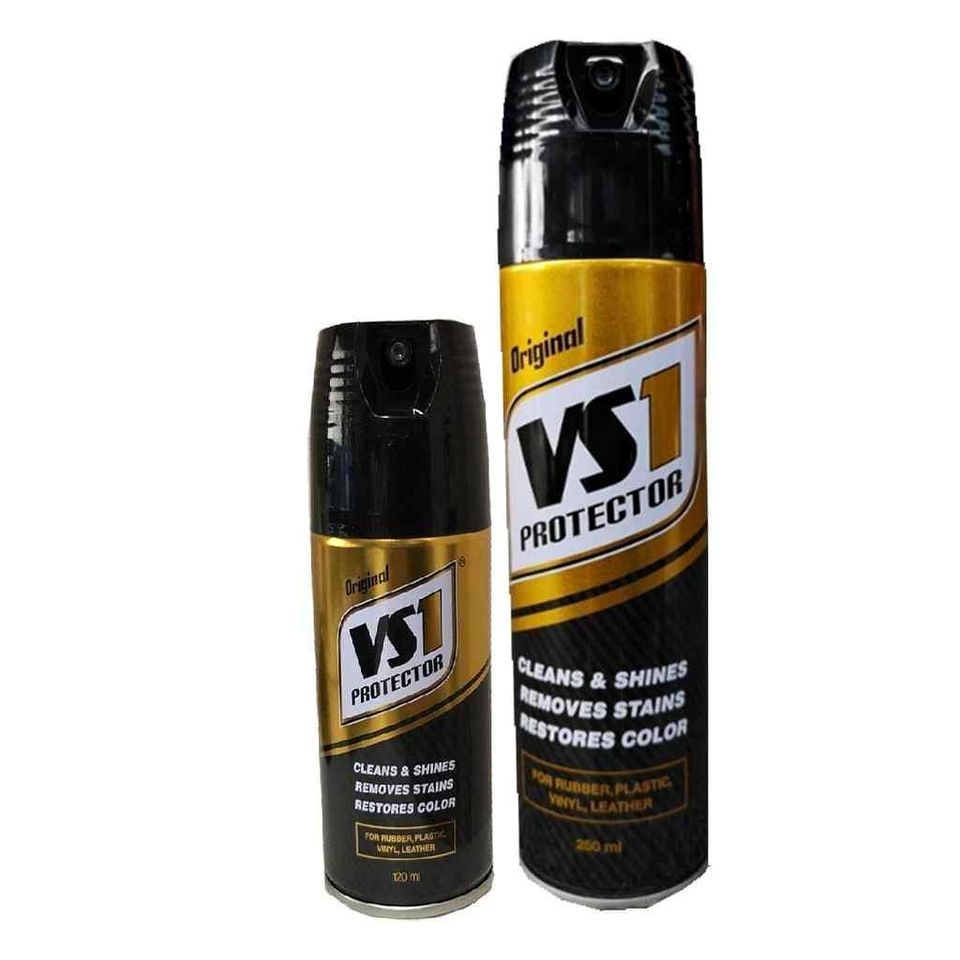 Original
VS1
PROTECTOR
®
CLEANS & SHINES
REMOVES STAINS
RESTORES COLOR
FOR RUBBER, PLASTIC,
VINYL, LEATHER
120 ml
Original
VS1
PROTECTOR
CLEANS & SHINES
REMOVES STAINS
RESTORES COLOR
FOR RUBBER, PLASTIC,
VINYL, LEATHER
250 ml